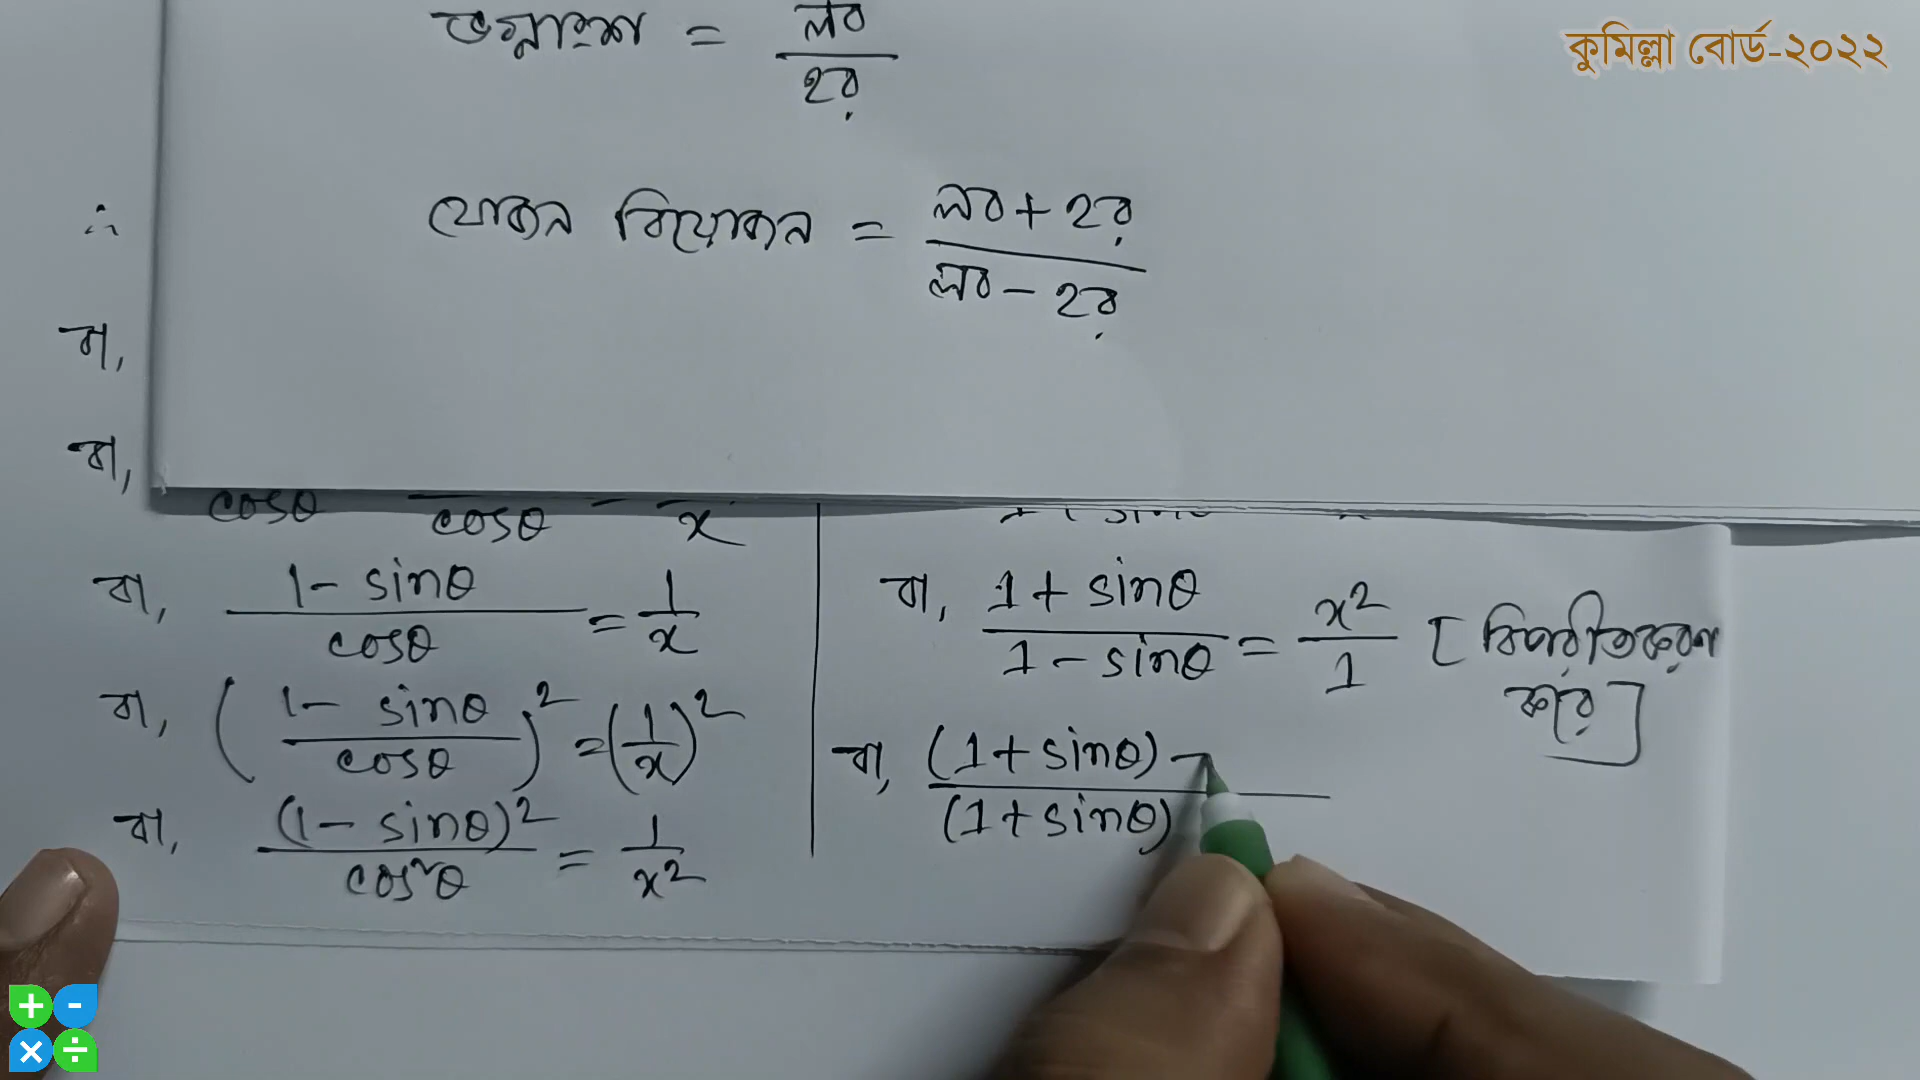 ভগ্নাংশ = লব / হর
কুমিল্লা বোর্ড-২০২২
∴ যোজন বিয়োজন = লব + হর / লব - হর
বা,
বা,
cosθ cosθ - x
বা, 1 - sinθ / cosθ = 1 / x
বা, (1 - sinθ / cosθ)² = (1 / x)²
বা, (1 - sinθ)² / cos²θ = 1 / x²
বা, 1 + sinθ / 1 - sinθ = x² / 1 [বিপরীতকরণ
করে]
বা, (1 + sinθ) - / (1 + sinθ)
+ -
× ÷